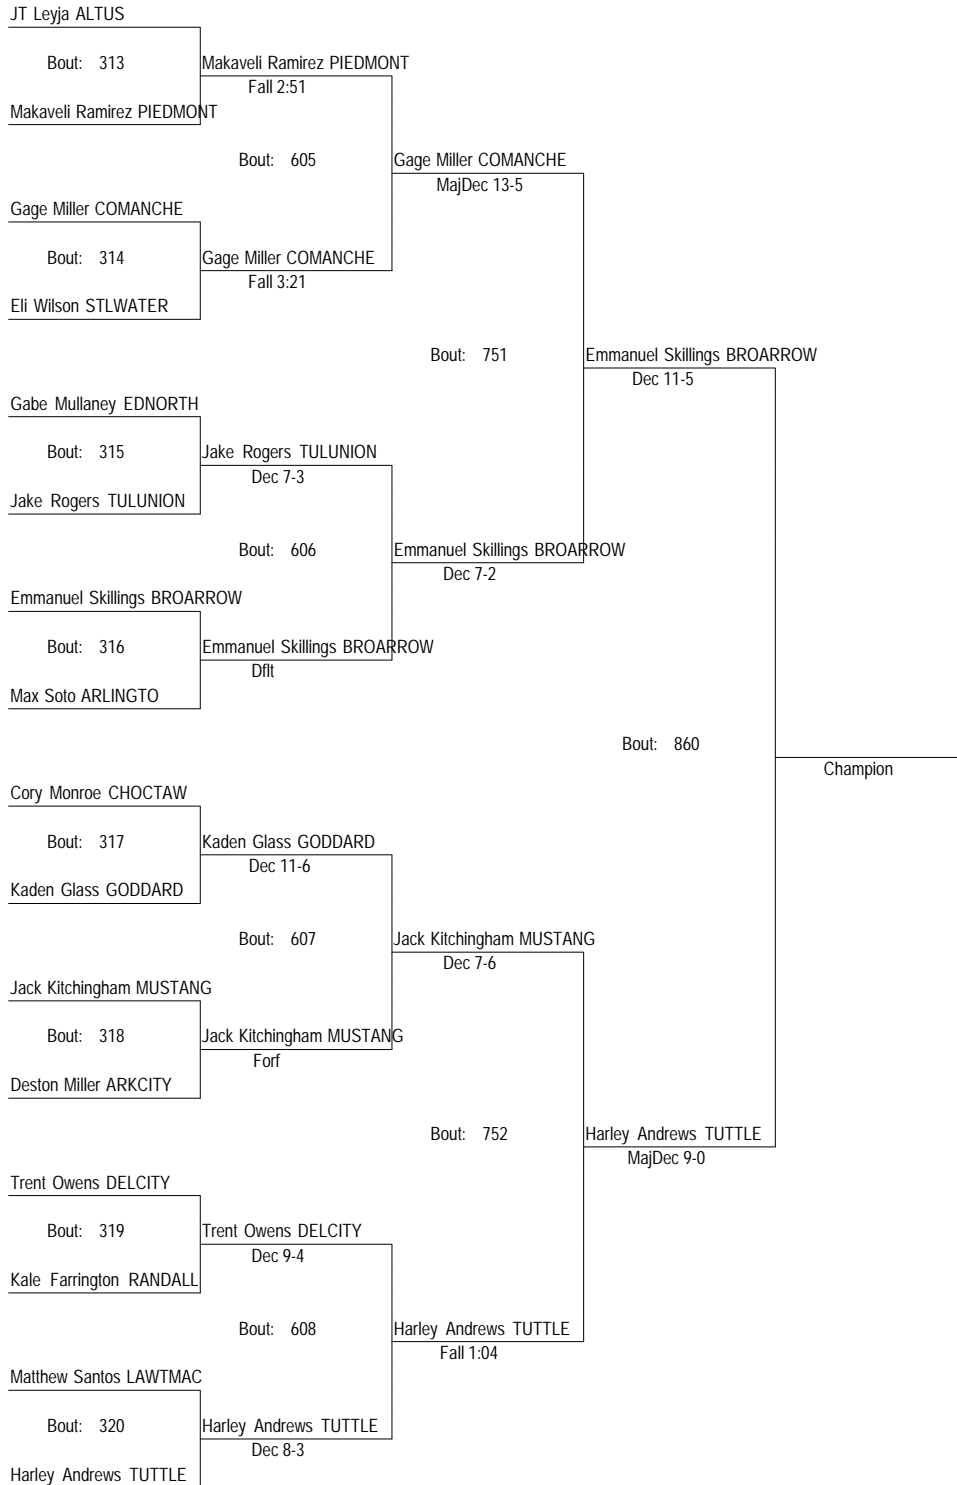 JT Leyja ALTUS
Bout: 313
Makaveli Ramirez PIEDMONT
Fall 2:51
Makaveli Ramirez PIEDMONT
Bout: 605
Gage Miller COMANCHE
MajDec 13-5
Gage Miller COMANCHE
Bout: 314
Gage Miller COMANCHE
Fall 3:21
Eli Wilson STLWATER
Bout: 751
Emmanuel Skillings BROARROW
Dec 11-5
Gabe Mullaney EDNORTH
Bout: 315
Jake Rogers TULUNION
Dec 7-3
Jake Rogers TULUNION
Bout: 606
Emmanuel Skillings BROARROW
Dec 7-2
Emmanuel Skillings BROARROW
Bout: 316
Emmanuel Skillings BROARROW
Dflt
Max Soto ARLINGTO
Bout: 860
Champion
Cory Monroe CHOCTAW
Bout: 317
Kaden Glass GODDARD
Dec 11-6
Kaden Glass GODDARD
Bout: 607
Jack Kitchingham MUSTANG
Dec 7-6
Jack Kitchingham MUSTANG
Bout: 318
Jack Kitchingham MUSTANG
Forf
Deston Miller ARKCITY
Bout: 752
Harley Andrews TUTTLE
MajDec 9-0
Trent Owens DELCITY
Bout: 319
Trent Owens DELCITY
Dec 9-4
Kale Farrington RANDALL
Bout: 608
Harley Andrews TUTTLE
Fall 1:04
Matthew Santos LAWTMAC
Bout: 320
Harley Andrews TUTTLE
Dec 8-3
Harley Andrews TUTTLE